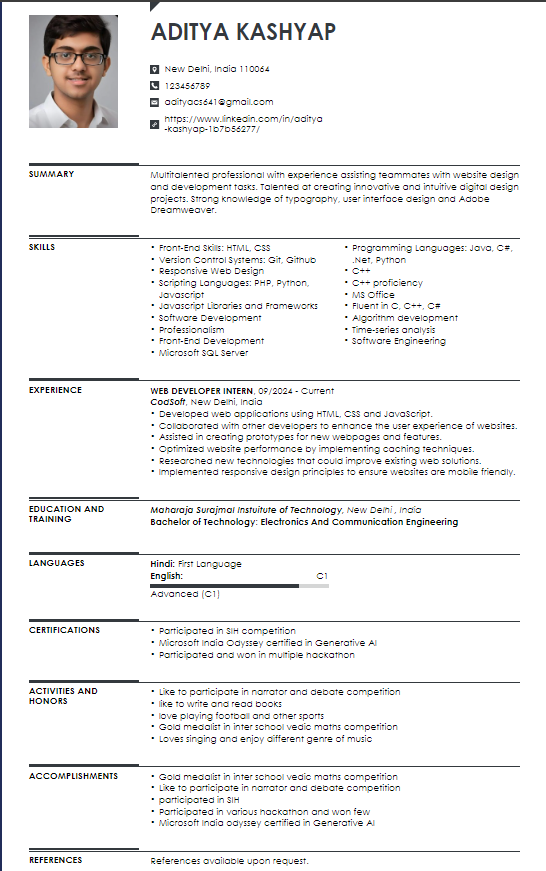 ADITYA KASHYAP
New Delhi, India 110064
123456789
adityacs641@gmail.com
https://www.linkedin.com/in/aditya
-kashyap-1b7b56277/
SUMMARY
Multitalented professional with experience assisting teammates with website design
and development tasks. Talented at creating innovative and intuitive digital design
projects. Strong knowledge of typography, user interface design and Adobe
Dreamweaver.
SKILLS
• Front-End Skills: HTML, CSS
• Version Control Systems: Git, Github
• Responsive Web Design
• Scripting Languages: PHP, Python,
Javascript
• Javascript Libraries and Frameworks
• Software Development
• Professionalism
• Front-End Development
• Microsoft SQL Server
• Programming Languages: Java, C#,
.Net, Python
• C++
• C++ proficiency
• MS Office
• Fluent in C, C++, C#
• Algorithm development
• Time-series analysis
• Software Engineering
EXPERIENCE
WEB DEVELOPER INTERN, 09/2024 - Current
CodSoft, New Delhi, India
• Developed web applications using HTML, CSS and JavaScript.
• Collaborated with other developers to enhance the user experience of websites.
• Assisted in creating prototypes for new webpages and features.
• Optimized website performance by implementing caching techniques.
• Researched new technologies that could improve existing web solutions.
• Implemented responsive design principles to ensure websites are mobile friendly.
EDUCATION AND
TRAINING
Maharaja Surajmal Instuitute of Technology, New Delhi , India
Bachelor of Technology: Electronics And Communication Engineering
LANGUAGES
Hindi: First Language
English: C1
Advanced (C1)
CERTIFICATIONS
• Participated in SIH competition
• Microsoft India Odyssey certified in Generative AI
• Participated and won in multiple hackathon
ACTIVITIES AND
HONORS
• Like to participate in narrator and debate competition
• like to write and read books
• love playing football and other sports
• Gold medalist in inter school vedic maths competition
• Loves singing and enjoy different genre of music
ACCOMPLISHMENTS
• Gold medalist in inter school vedic maths competition
• Like to participate in narrator and debate competition
• participated in SIH
• Participated in various hackathon and won few
• Microsoft India odyssey certified in Generative AI
REFERENCES
References available upon request.